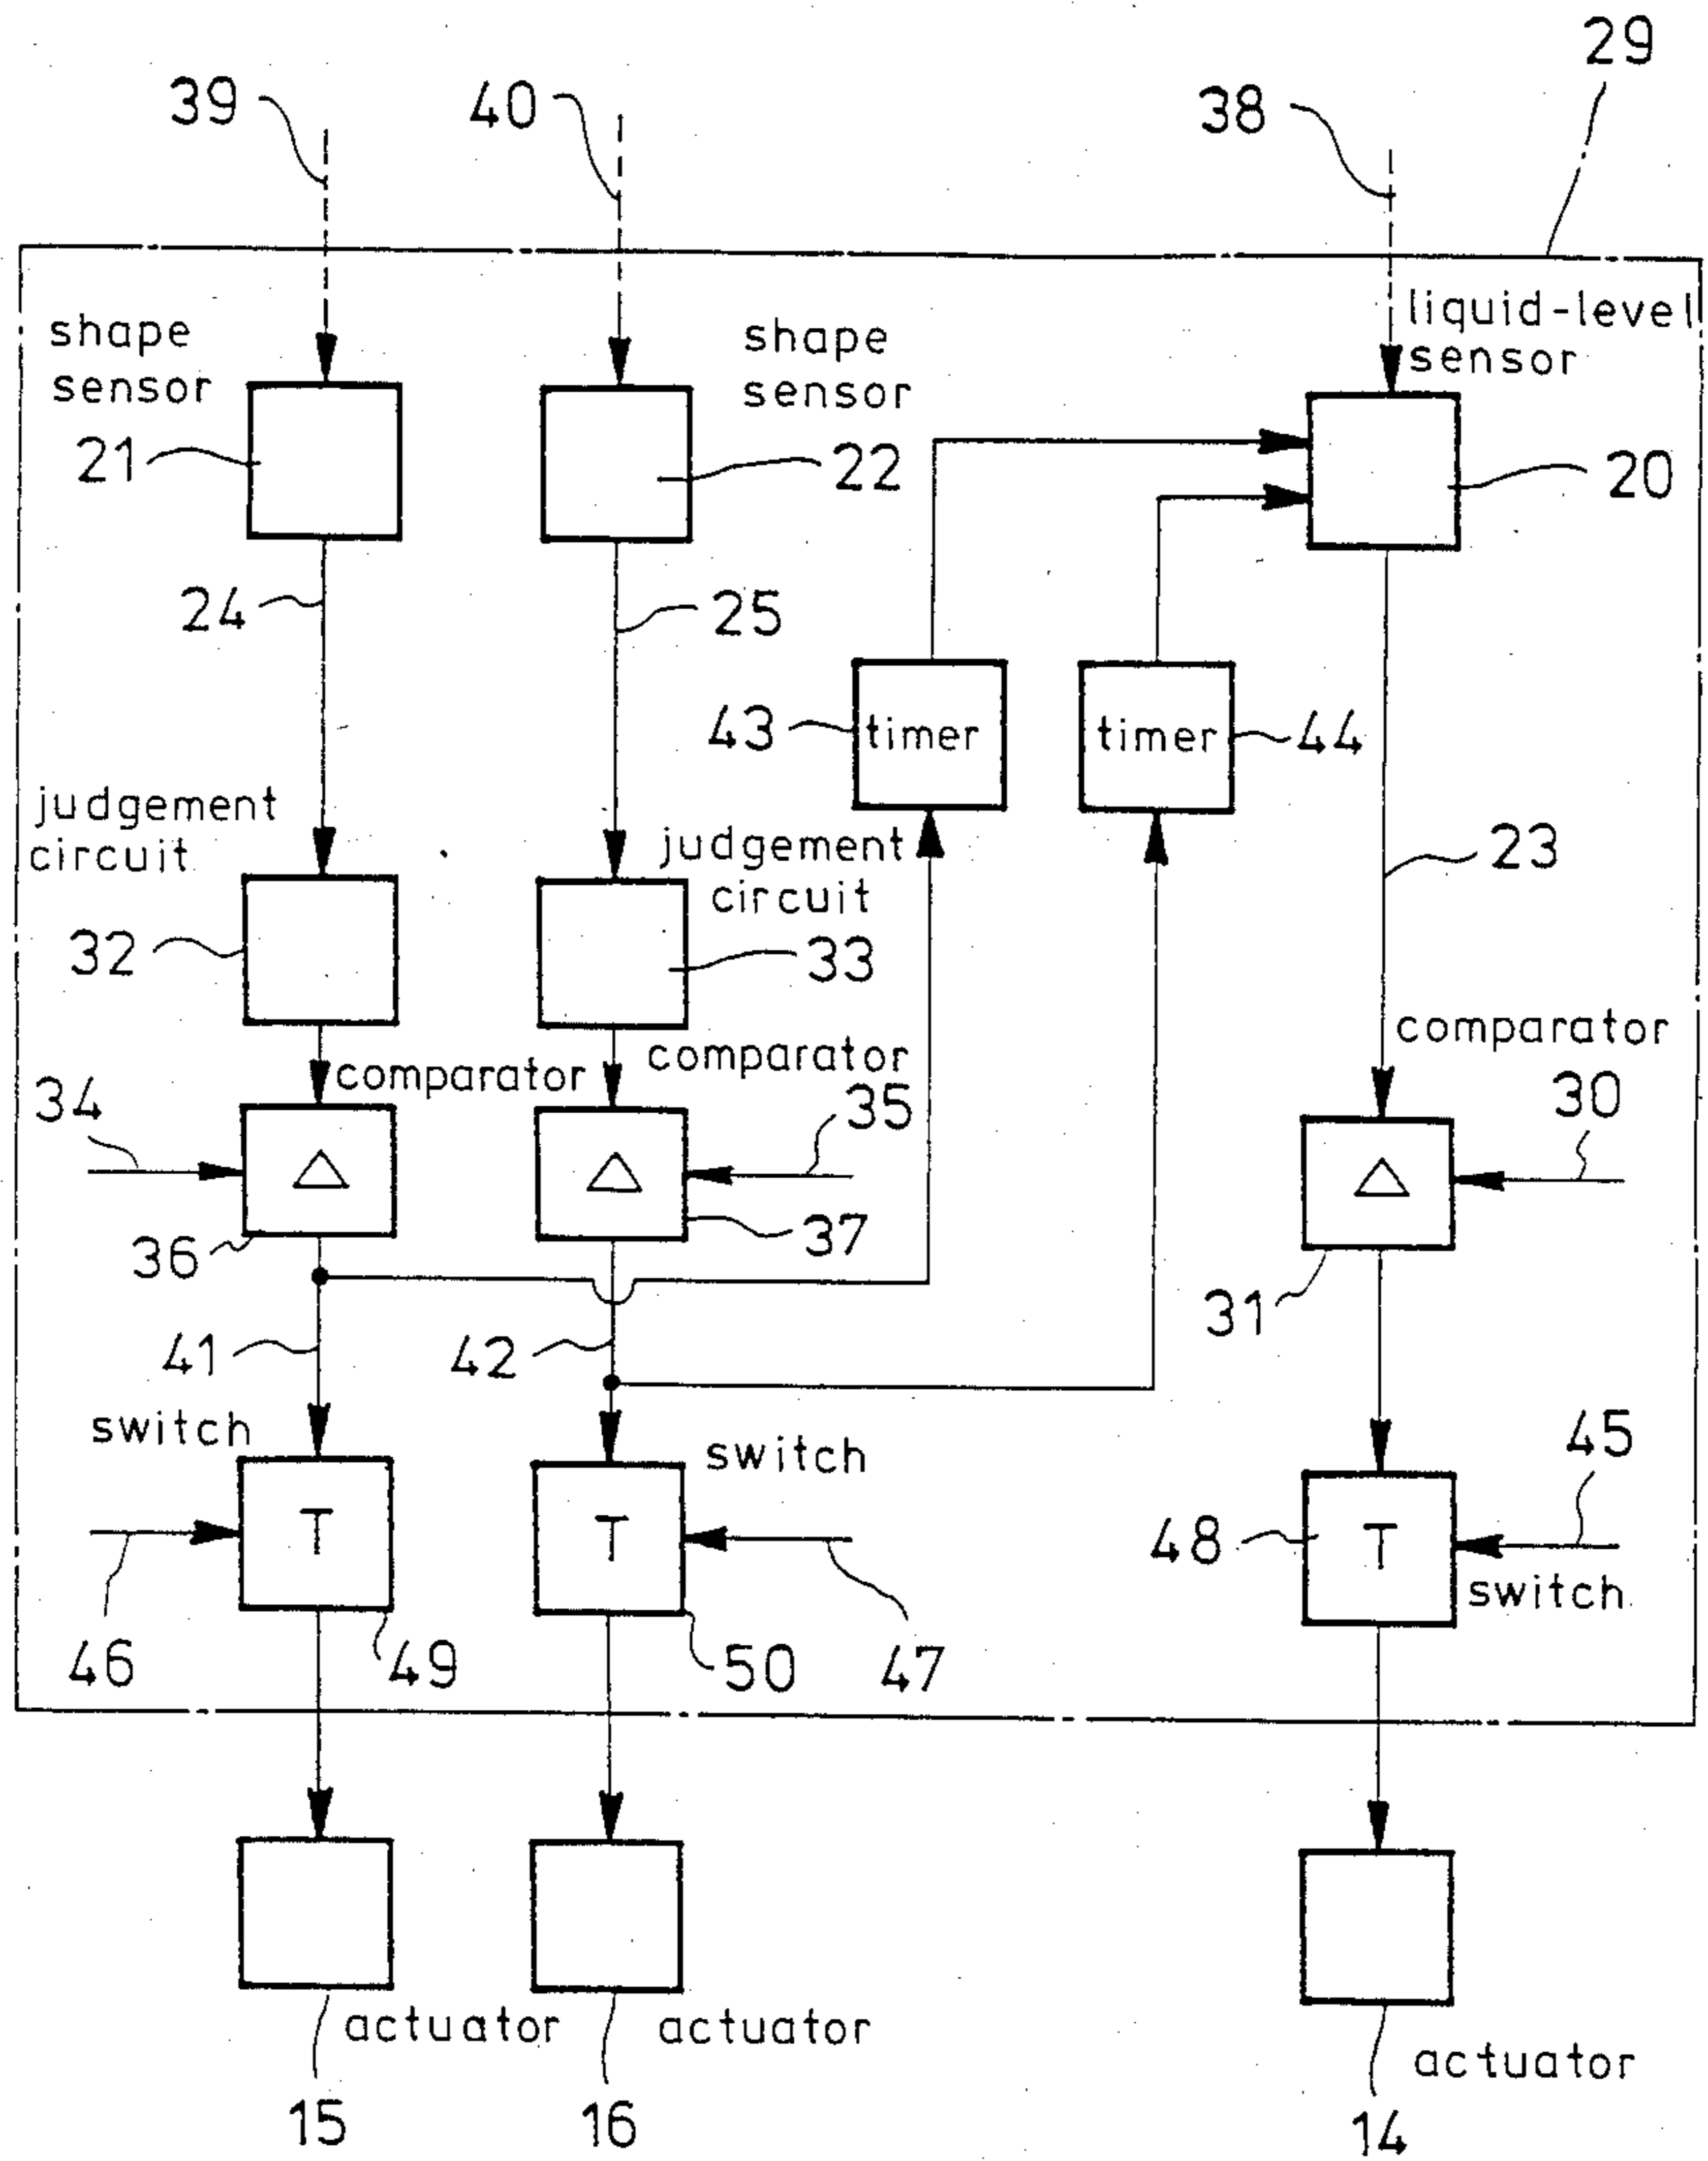 29
39
40
38
shape
sensor
21
shape
sensor
22
liquid-level
sensor
20
24
25
43
timer
timer
44
judgement
circuit
32
judgement
circuit
33
23
comparator
comparator
comparator
34
△
36
△
35
37
△
30
31
41
42
switch
T
46
49
switch
T
50
47
48
T
45
switch
actuator
15
actuator
16
actuator
14